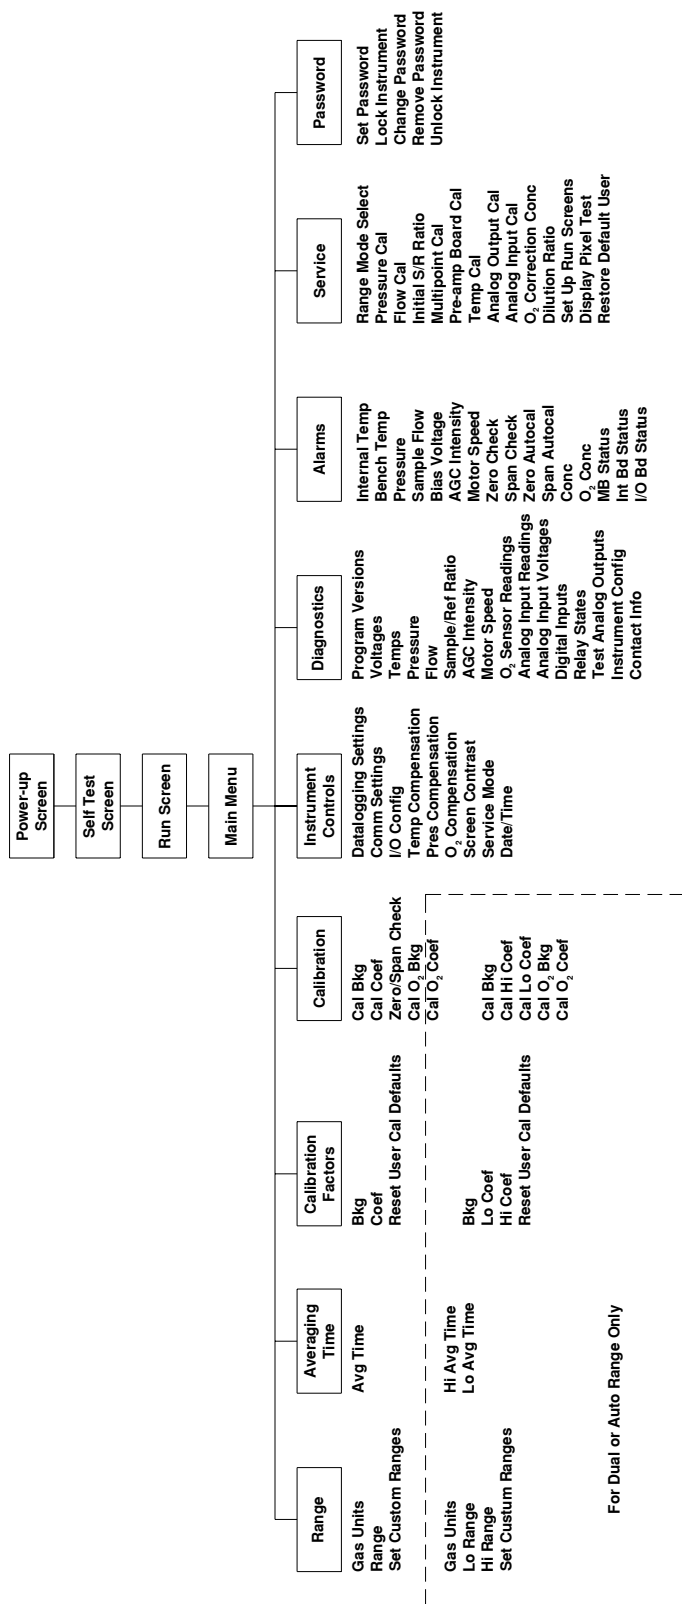 Power-up
Screen
Self Test
Screen
Run Screen
Main Menu
Range
Gas Units
Range
Set Custom Ranges
Averaging
Time
Avg Time
Calibration
Factors
Bkg
Coef
Reset User Cal Defaults
Calibration
Cal Bkg
Cal Coef
Zero/Span Check
Cal O₂ Bkg
Cal O₂ Coef
Instrument
Controls
Datalogging Settings
Comm Settings
I/O Config
Temp Compensation
Pres Compensation
O₂ Compensation
Screen Contrast
Service Mode
Date/Time
Diagnostics
Program Versions
Voltages
Temps
Pressure
Flow
Sample/Ref Ratio
AGC Intensity
Motor Speed
O₂ Sensor Readings
Analog Input Readings
Analog Input Voltages
Digital Inputs
Relay States
Test Analog Outputs
Instrument Config
Contact Info
Alarms
Internal Temp
Bench Temp
Pressure
Sample Flow
Bias Voltage
AGC Intensity
Motor Speed
Zero Check
Span Check
Zero Autocal
Span Autocal
Conc
O₂ Conc
MB Status
Int Bd Status
I/O Bd Status
Service
Range Mode Select
Pressure Cal
Flow Cal
Initial S/R Ratio
Multipoint Cal
Pre-amp Board Cal
Temp Cal
Analog Output Cal
Analog Input Cal
O₂ Correction Conc
Dilution Ratio
Set Up Run Screens
Display Pixel Test
Restore Default User
Password
Set Password
Lock Instrument
Change Password
Remove Password
Unlock Instrument
Gas Units
Lo Range
Hi Range
Set Custum Ranges
Hi Avg Time
Lo Avg Time
Bkg
Lo Coef
Hi Coef
Reset User Cal Defaults
Cal Bkg
Cal Hi Coef
Cal Lo Coef
Cal O₂ Bkg
Cal O₂ Coef
For Dual or Auto Range Only